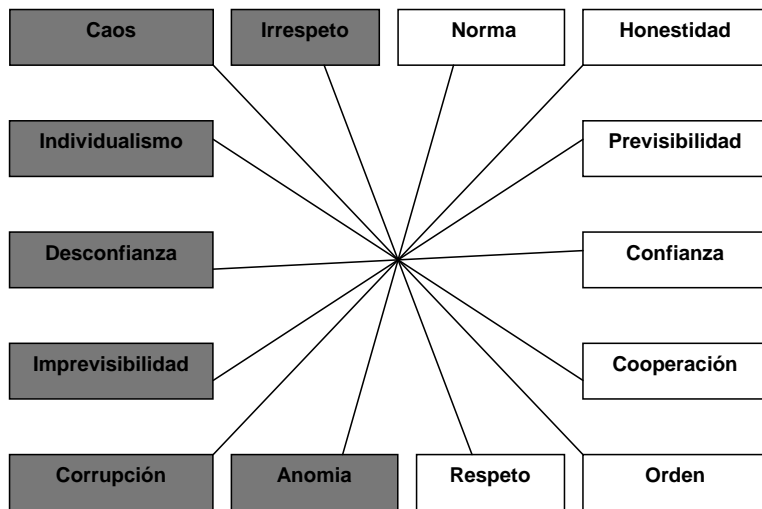 Caos
Irrespeto
Norma
Honestidad
Individualismo
Previsibilidad
Desconfianza
Confianza
Imprevisibilidad
Cooperación
Corrupción
Anomia
Respeto
Orden